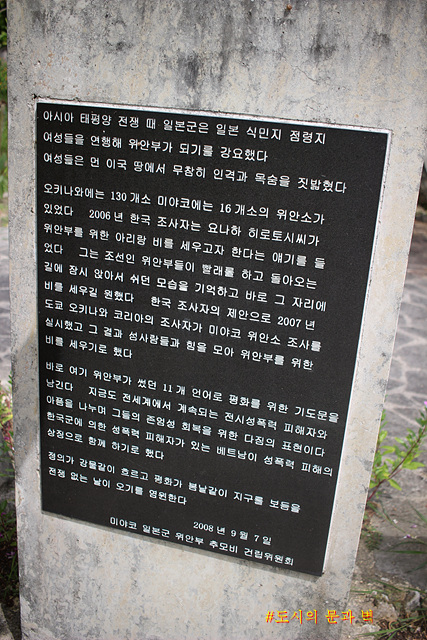 아시아 태평양 전쟁 때 일본군은 일본 식민지 점령지
여성들을 연행해 위안부가 되기를 강요했다
여성들은 먼 이국 땅에서 무참히 인격과 목숨을 짓밟혔다
오키나와에는 130개소 미야코에는 16개소의 위안소가
있었다 2006년 한국 조사자는 요나하 히로토시씨가
위안부를 위한 아리랑 비를 세우고자 한다는 얘기를 들
었다 그는 조선인 위안부들이 빨래를 하고 돌아오는
길에 잠시 앉아서 쉬던 모습을 기억하고 바로 그 자리에
비를 세우길 원했다 한국 조사자의 제안으로 2007년
도쿄 오키나와 코리아의 조사자가 미야코 위안소 조사를
실시했고 그 결과 섬사람들과 힘을 모아 위안부를 위한
비를 세우기로 했다
바로 여기 위안부가 썼던 11개 언어로 평화를 위한 기도문을
남긴다 지금도 전세계에서 계속되는 전시성폭력 피해자와
아픔을 나누며 그들의 존엄성 회복을 위한 다짐의 표현이다
한국군에 의한 성폭력 피해자가 있는 베트남이 성폭력 피해의
상징으로 함께 하기로 했다
정의가 강물같이 흐르고 평화가 봄날같이 지구를 보듬을
전쟁 없는 날이 오기를 염원한다
2008년 9월 7일
미야코 일본군 위안부 추모비 건립위원회
#도시의 문과 벽